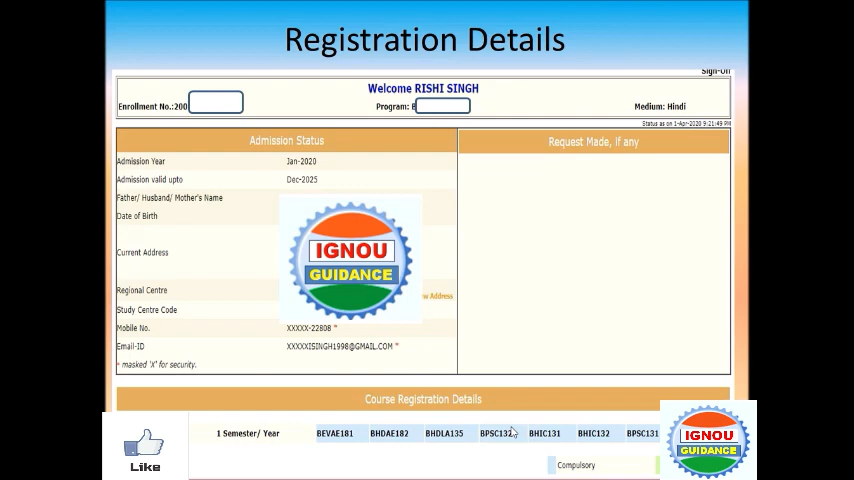 Registration Details
Sign-Off
Welcome RISHI SINGH
Enrollment No.:200 Program: Medium: Hindi
Status as on 1-Apr-2020 9:21:49 PM
Admission Status Request Made, if any
Admission Year Jan-2020
Admission valid upto Dec-2025
Father/ Husband/ Mother's Name
Date of Birth
Current Address
Regional Centre
Address
Study Centre Code
Mobile No. XXXXX-22808 *
Email-ID XXXXXISINGH1998@GMAIL.COM *
* masked 'X' for security.
IGNOU
GUIDANCE
Course Registration Details
1 Semester/ Year BEVAE181 BHDAE182 BHDLA135 BPSC132 BHIC131 BHIC132 BPSC131
Compulsory
Like
IGNOU
GUIDANCE